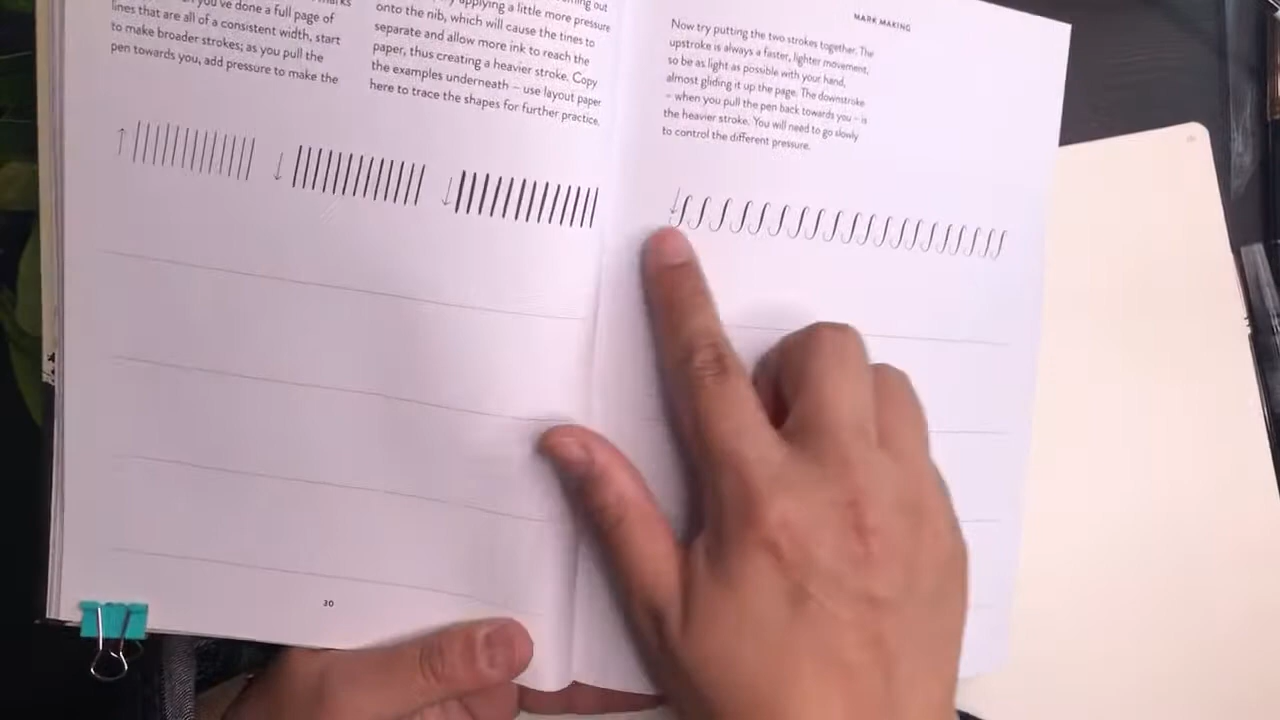 you've done a full page of
lines that are all of a consistent width, start
to make broader strokes; as you pull the
pen towards you, add pressure to make the
applying a little more pressure
onto the nib, which will cause the tines to
separate and allow more ink to reach the
paper, thus creating a heavier stroke. Copy
the examples underneath – use layout paper
here to trace the shapes for further practice.
30
MARK MAKING
Now try putting the two strokes together. The
upstroke is always a faster, lighter movement,
so be as light as possible with your hand,
almost gliding it up the page. The downstroke
– when you pull the pen back towards you – is
the heavier stroke. You will need to go slowly
to control the different pressure.